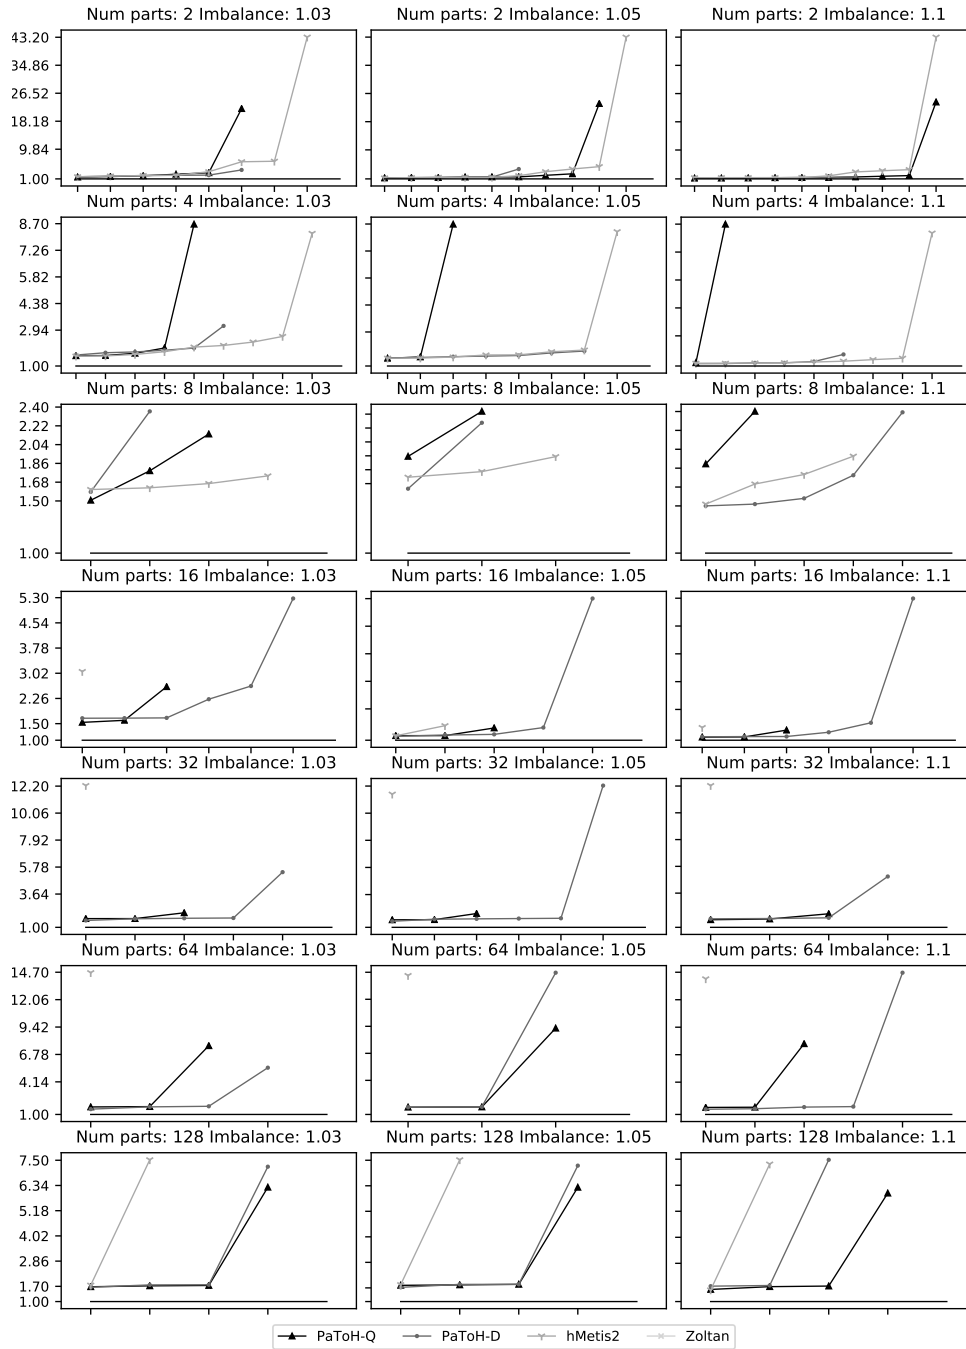 Num parts: 2 Imbalance: 1.03
Num parts: 2 Imbalance: 1.05
Num parts: 2 Imbalance: 1.1
43.20
34.86
26.52
18.18
9.84
1.00
Num parts: 4 Imbalance: 1.03
Num parts: 4 Imbalance: 1.05
Num parts: 4 Imbalance: 1.1
8.70
7.26
5.82
4.38
2.94
1.00
Num parts: 8 Imbalance: 1.03
Num parts: 8 Imbalance: 1.05
Num parts: 8 Imbalance: 1.1
2.40
2.22
2.04
1.86
1.68
1.50
1.00
Num parts: 16 Imbalance: 1.03
Num parts: 16 Imbalance: 1.05
Num parts: 16 Imbalance: 1.1
5.30
4.54
3.78
3.02
2.26
1.50
1.00
Num parts: 32 Imbalance: 1.03
Num parts: 32 Imbalance: 1.05
Num parts: 32 Imbalance: 1.1
12.20
10.06
7.92
5.78
3.64
1.00
Num parts: 64 Imbalance: 1.03
Num parts: 64 Imbalance: 1.05
Num parts: 64 Imbalance: 1.1
14.70
12.06
9.42
6.78
4.14
1.00
Num parts: 128 Imbalance: 1.03
Num parts: 128 Imbalance: 1.05
Num parts: 128 Imbalance: 1.1
7.50
6.34
5.18
4.02
2.86
1.70
1.00
PaToH-Q
PaToH-D
hMetis2
Zoltan